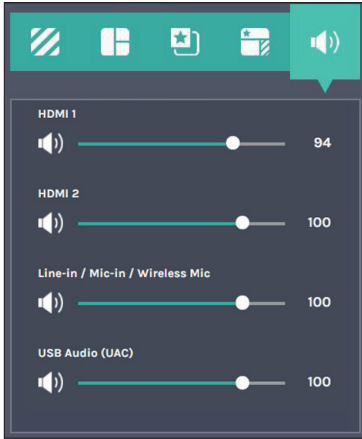 HDMI 1
94
HDMI 2
100
Line-in / Mic-in / Wireless Mic
100
USB Audio (UAC)
100